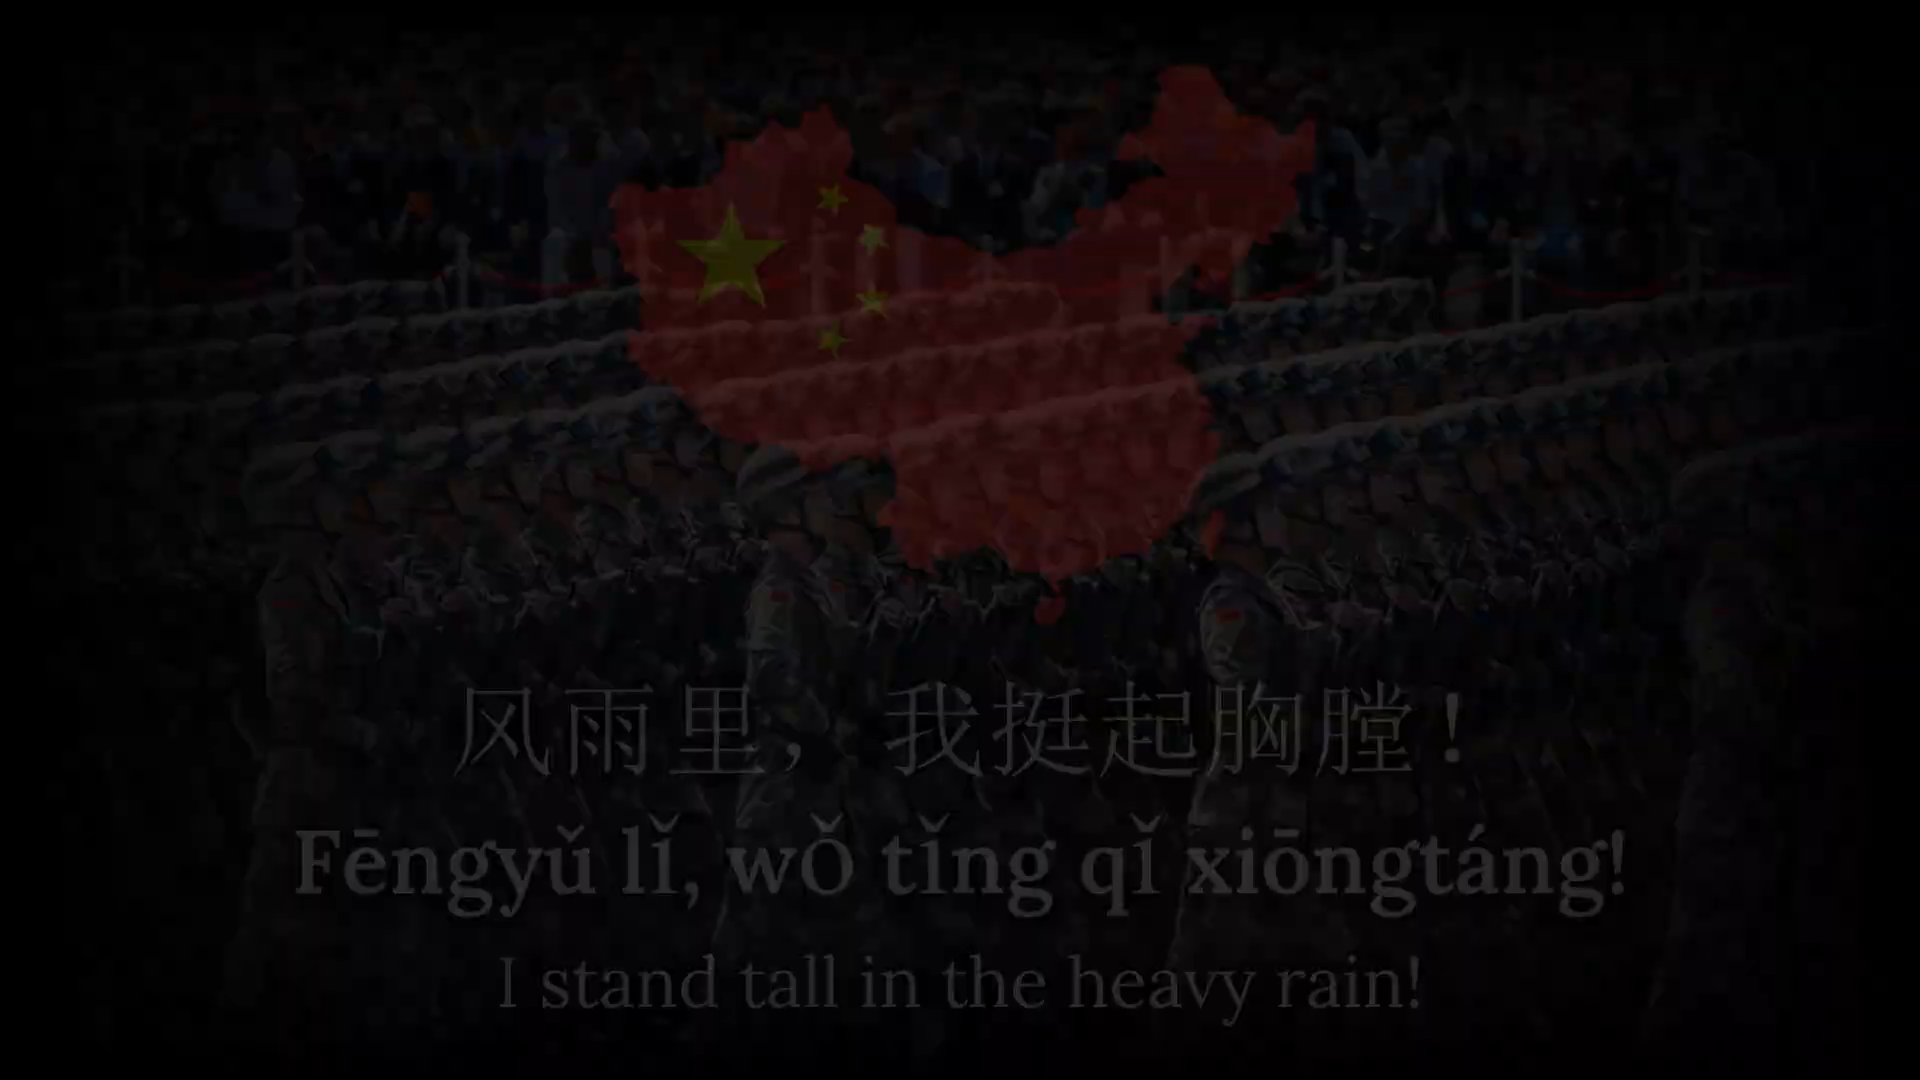 风雨里，我挺起胸膛！
Fēngyǔ lǐ, wǒ tǐng qǐ xiōngtáng!
I stand tall in the heavy rain!